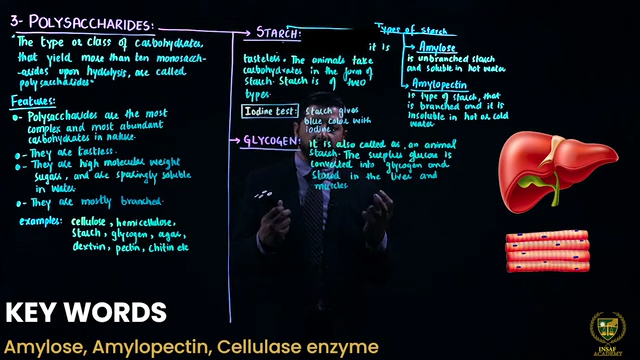 3- POLYSACCHARIDES:
"The type or class of carbohydrates,
that yield more than ten monosacch-
-arides upon hydrolysis, are called
polysaccharides"
Features:
o- Polysaccharides are the most
complex and most abundant
carbohydrates in nature.
o- They are tasteless.
o- They are high molecular weight
sugars, and are sparingly soluble
in water.
o- They are mostly branched.
examples: cellulose, hemicellulose,
starch, glycogen, agar,
dextrin, pectin, chitin etc
STARCH:
it is
tasteless. The animals take
carbohydrates in the form of
starch. Starch is of two
types.
Iodine test: Starch gives
blue color with
iodine.
GLYCOGEN:
It is also called as, an animal
starch. The surplus glucose is
converted into glycogen and
stored in the liver and
muscles
Types of starch
Amylose
is unbranched starch
and soluble in hot water.
Amylopectin
is type of starch, that
is branched and it is
insoluble in hot or cold
water
KEY WORDS
Amylose, Amylopectin, Cellulase enzyme
INSAF
ACADEMY